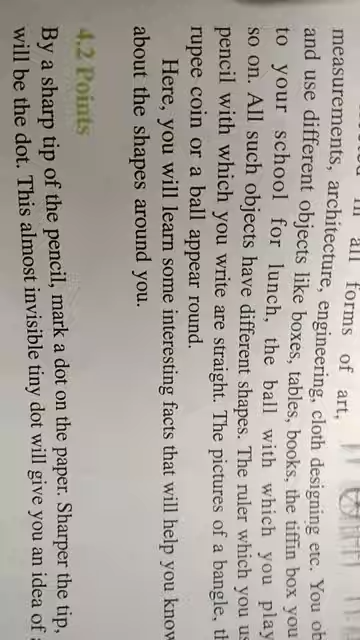 all forms of art,
measurements, architecture, engineering, cloth designing etc. You
and use different objects like boxes, tables, books, the tiffin box you
to your school for lunch, the ball with which you play
so on. All such objects have different shapes. The ruler which you
pencil with which you write are straight. The pictures of a bangle,
rupee coin or a ball appear round.
Here, you will learn some interesting facts that will help you know
about the shapes around you.
4.2 Points
By a sharp tip of the pencil, mark a dot on the paper. Sharper the tip,
will be the dot. This almost invisible tiny dot will give you an idea of